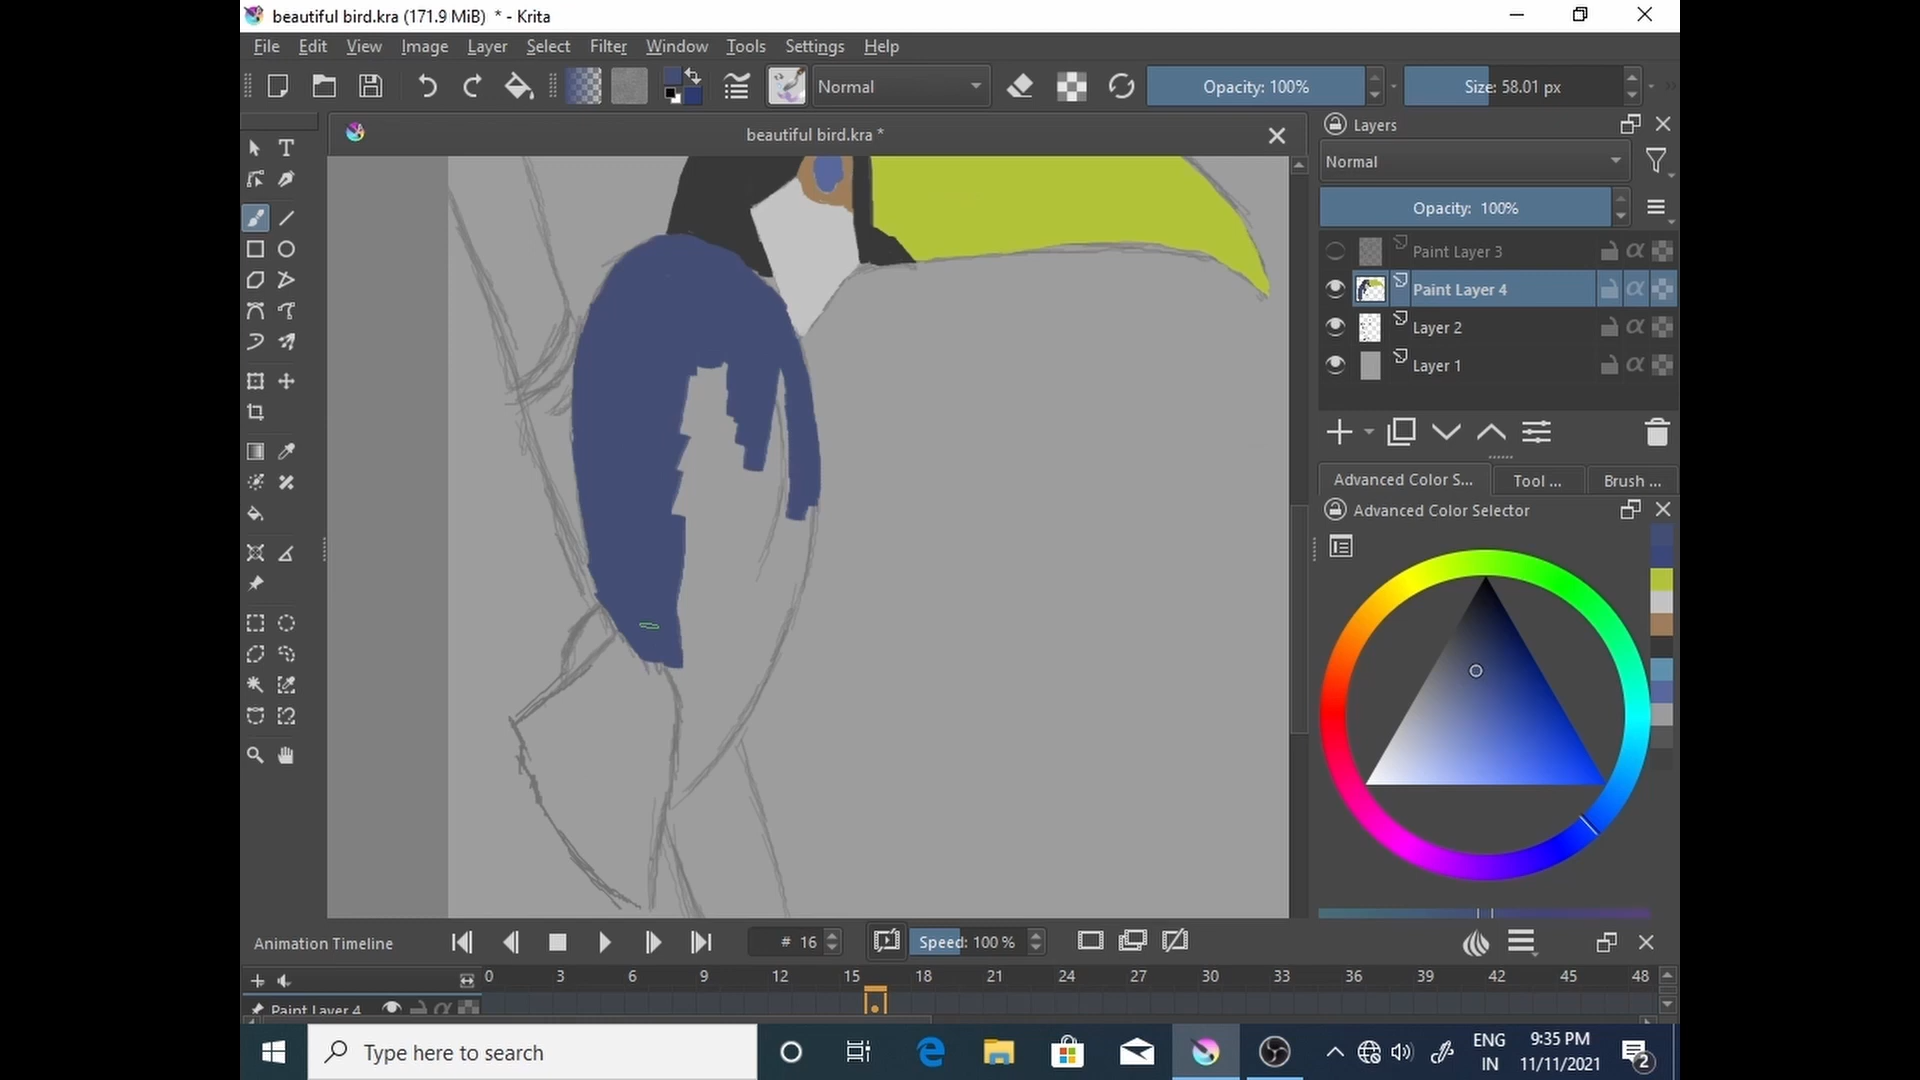 beautiful bird.kra (171.9 MiB) * - Krita
File Edit View Image Layer Select Filter Window Tools Settings Help
Normal Opacity: 100% Size: 58.01 px
beautiful bird.kra *
Layers
Normal
Opacity: 100%
Paint Layer 3
Paint Layer 4
Layer 2
Layer 1
Advanced Color S... Tool ... Brush ...
Advanced Color Selector
Animation Timeline # 16 Speed: 100 %
0 3 6 9 12 15 18 21 24 27 30 33 36 39 42 45 48
Paint Layer 4
Type here to search
ENG 9:35 PM
IN 11/11/2021
2